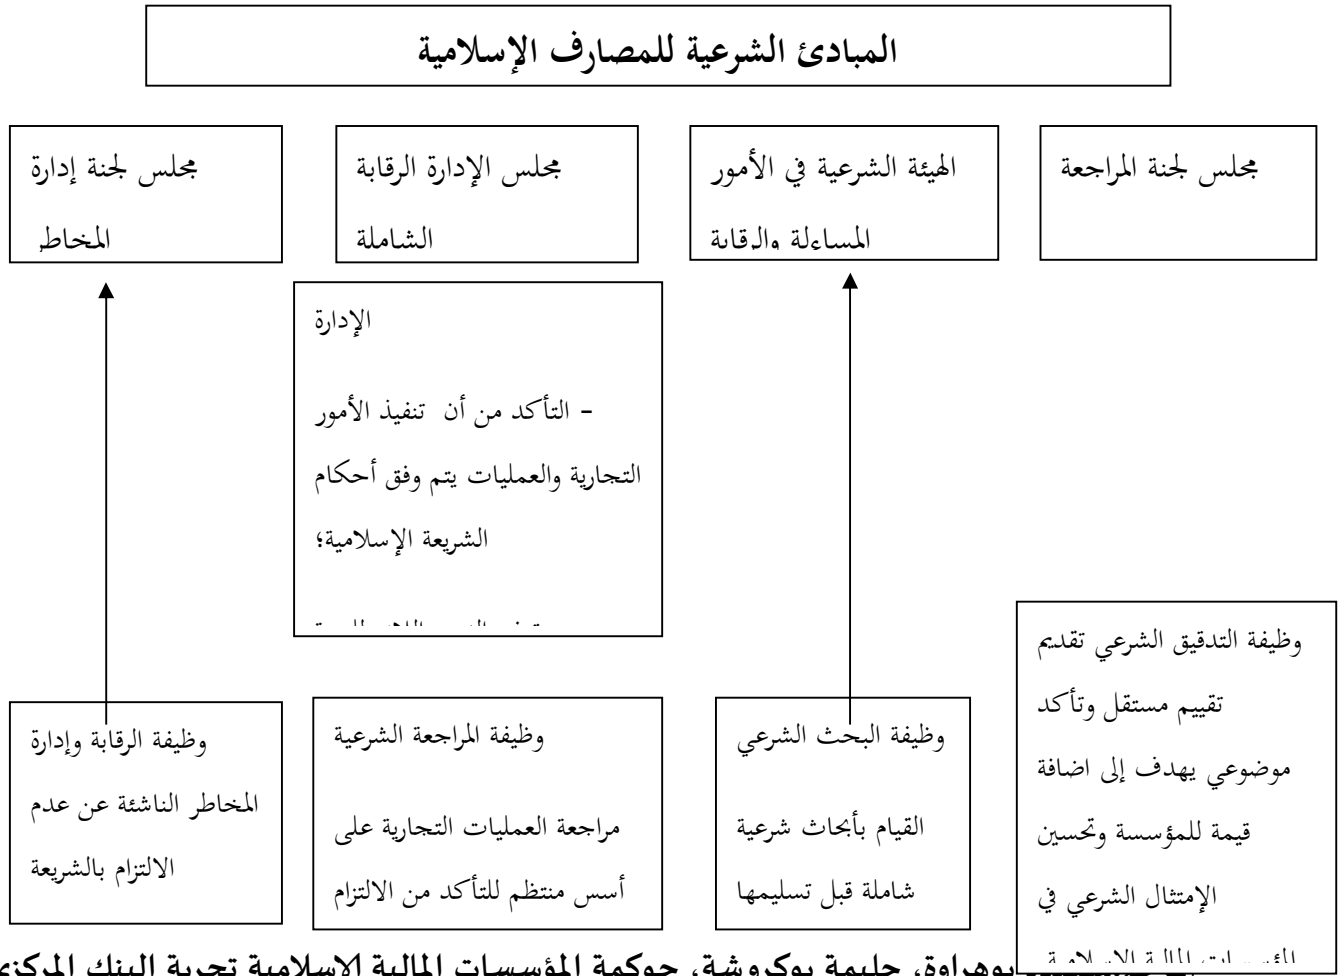 المبادئ الشرعية للمصارف الإسلامية
مجلس لجنة المراجعة
الهيئة الشرعية في الأمور
المساءلة والرقابة
مجلس الإدارة الرقابة
الشاملة
مجلس لجنة إدارة
المخاطر
الإدارة
- التأكد من أن تنفيذ الأمور
التجارية والعمليات يتم وفق أحكام
الشريعة الإسلامية؛
وظيفة التدقيق الشرعي تقديم
تقييم مستقل وتأكد
موضوعي يهدف إلى اضافة
قيمة للمؤسسة وتحسين
الإمتثال الشرعي في
المؤسسات المالية الاسلامية
وظيفة البحث الشرعي
القيام بأبحاث شرعية
شاملة قبل تسليمها
وظيفة المراجعة الشرعية
مراجعة العمليات التجارية على
أسس منتظم للتأكد من الالتزام
وظيفة الرقابة وإدارة
المخاطر الناشئة عن عدم
الالتزام بالشريعة
بوهراوة، حليمة بوكروشة، حوكمة المؤسسات المالية الاسلامية تجربة البنك المركزي